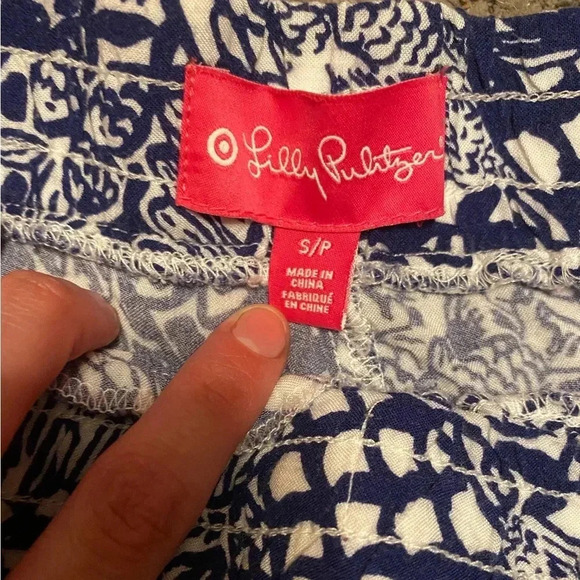 Lilly Pulitzer
S/P
MADE IN
CHINA
FABRIQUÉ
EN CHINE